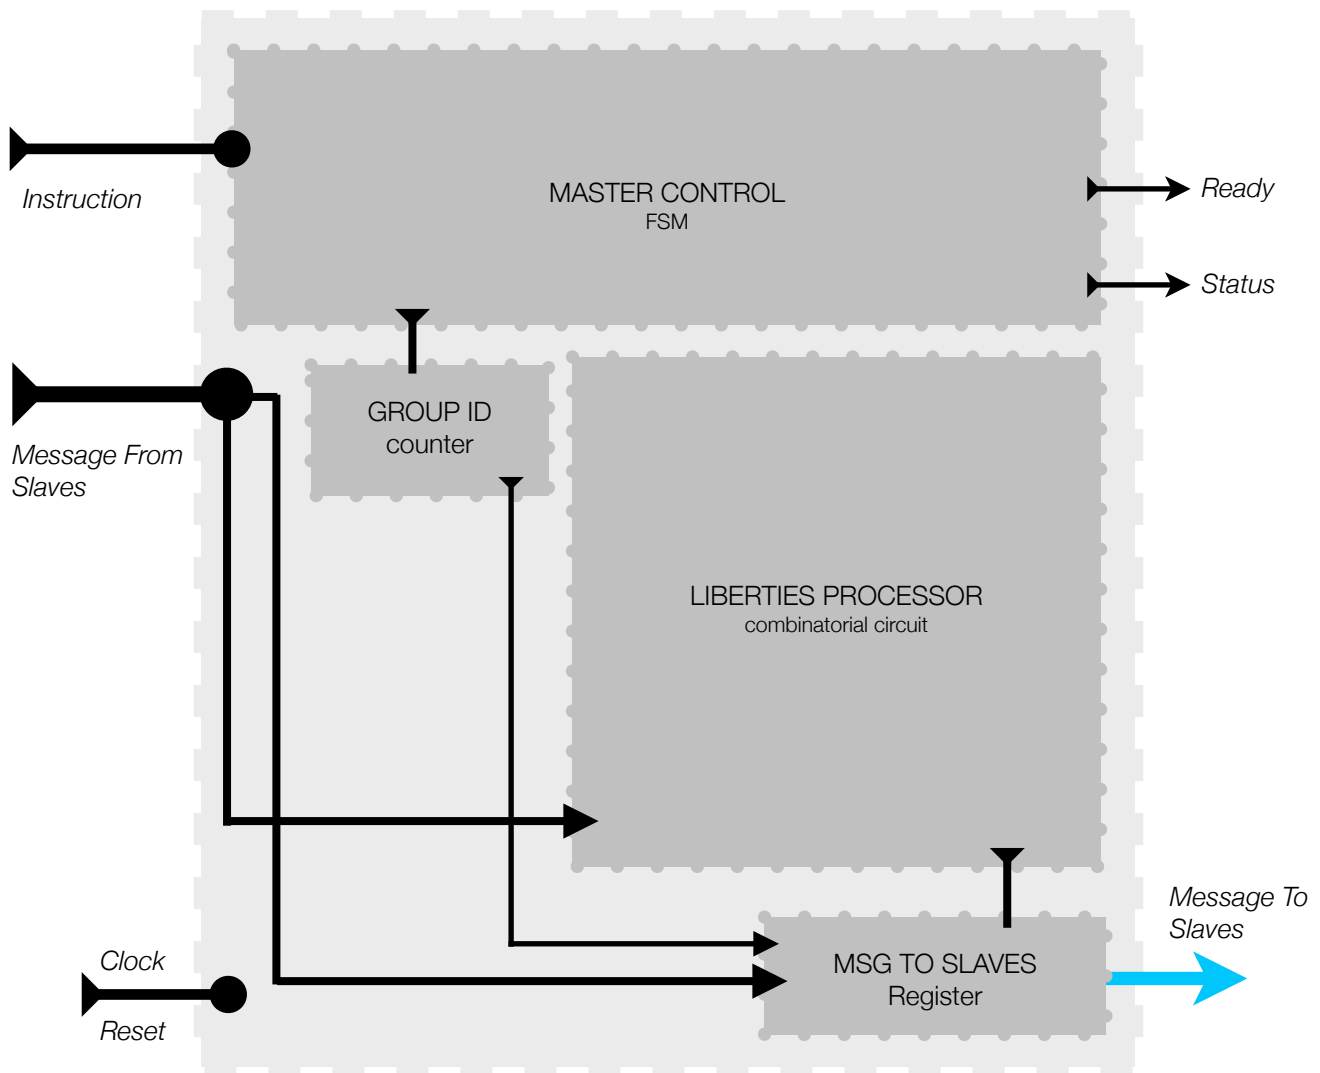 MASTER CONTROL
FSM
Instruction
Ready
Status
GROUP ID
counter
Message From
Slaves
LIBERTIES PROCESSOR
combinatorial circuit
Message To
Slaves
Clock
MSG TO SLAVES
Register
Reset